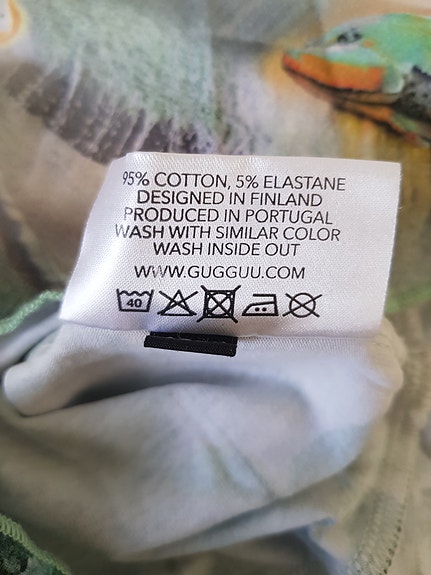 95% COTTON, 5% ELASTANE
DESIGNED IN FINLAND
PRODUCED IN PORTUGAL
WASH WITH SIMILAR COLOR
WASH INSIDE OUT
WWW.GUGGUU.COM
40